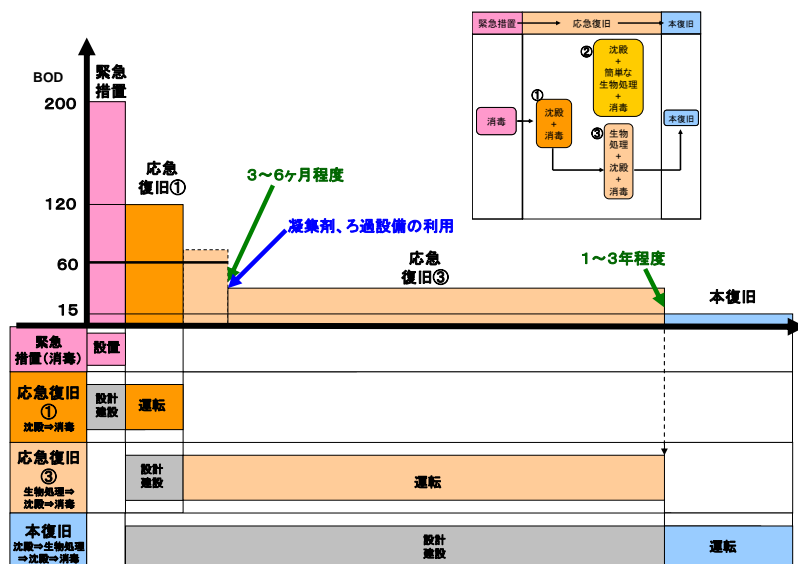 緊急措置
応急復旧
本復旧
②
沈殿
+
簡単な
生物処理
+
消毒
①
消毒
沈殿
+
消毒
③
生物
処理
+
沈殿
+
消毒
本復旧
BOD
緊急
措置
200
応急
復旧①
120
3～6ヶ月程度
凝集剤、ろ過設備の利用
60
応急
復旧③
1～3年程度
15
本復旧
緊急
措置(消毒)
設置
応急復旧
①
沈殿⇒消毒
設計
建設
運転
応急復旧
③
生物処理⇒
沈殿⇒消毒
設計
建設
運転
本復旧
沈殿⇒生物処理
⇒沈殿⇒消毒
設計
建設
運転